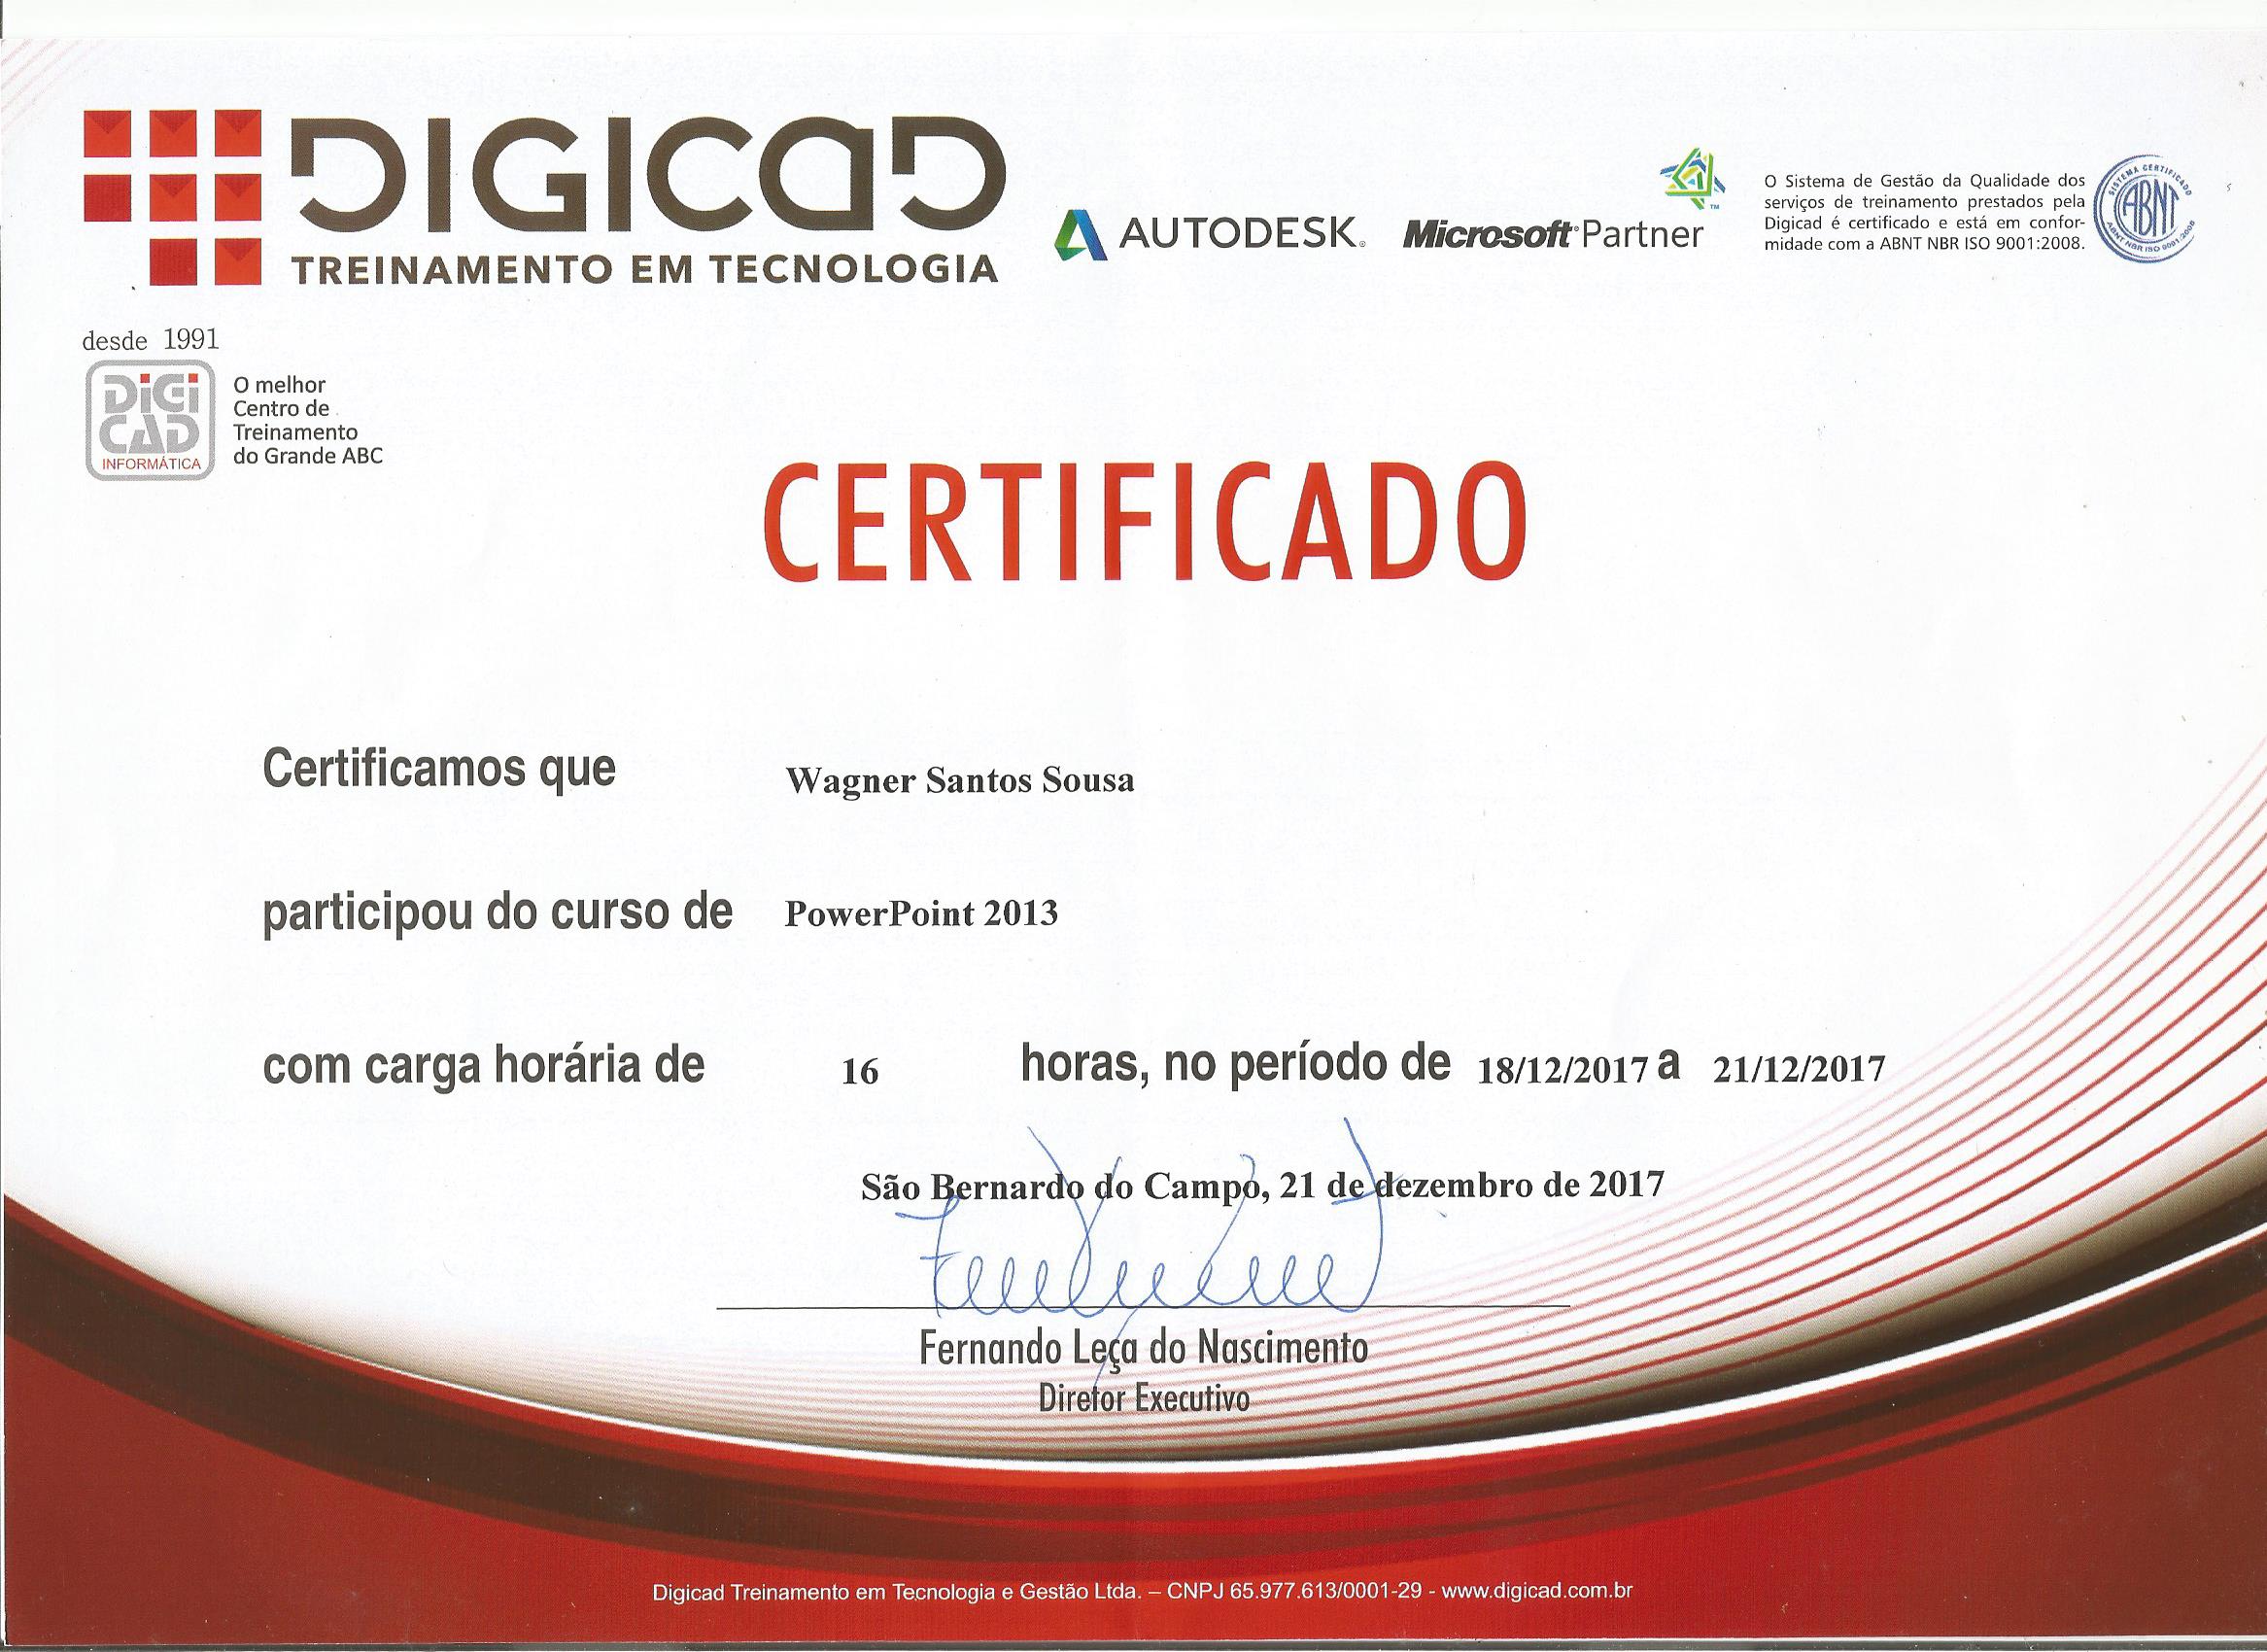 DIGICAD
TREINAMENTO EM TECNOLOGIA
AUTODESK.
Microsoft Partner
TM
O Sistema de Gestão da Qualidade dos
serviços de treinamento prestados pela
Digicad é certificado e está em confor-
midade com a ABNT NBR ISO 9001:2008.
SISTEMA CERTIFICADO
ABNT
ABNT NBR ISO 9001:2008
desde 1991
DIGI
CAD
INFORMÁTICA
O melhor
Centro de
Treinamento
do Grande ABC
CERTIFICADO
Certificamos que Wagner Santos Sousa
participou do curso de PowerPoint 2013
com carga horária de 16 horas, no período de 18/12/2017 a 21/12/2017
São Bernardo do Campo, 21 de dezembro de 2017
Fernando Leça do Nascimento
Diretor Executivo
Digicad Treinamento em Tecnologia e Gestão Ltda. – CNPJ 65.977.613/0001-29 - www.digicad.com.br